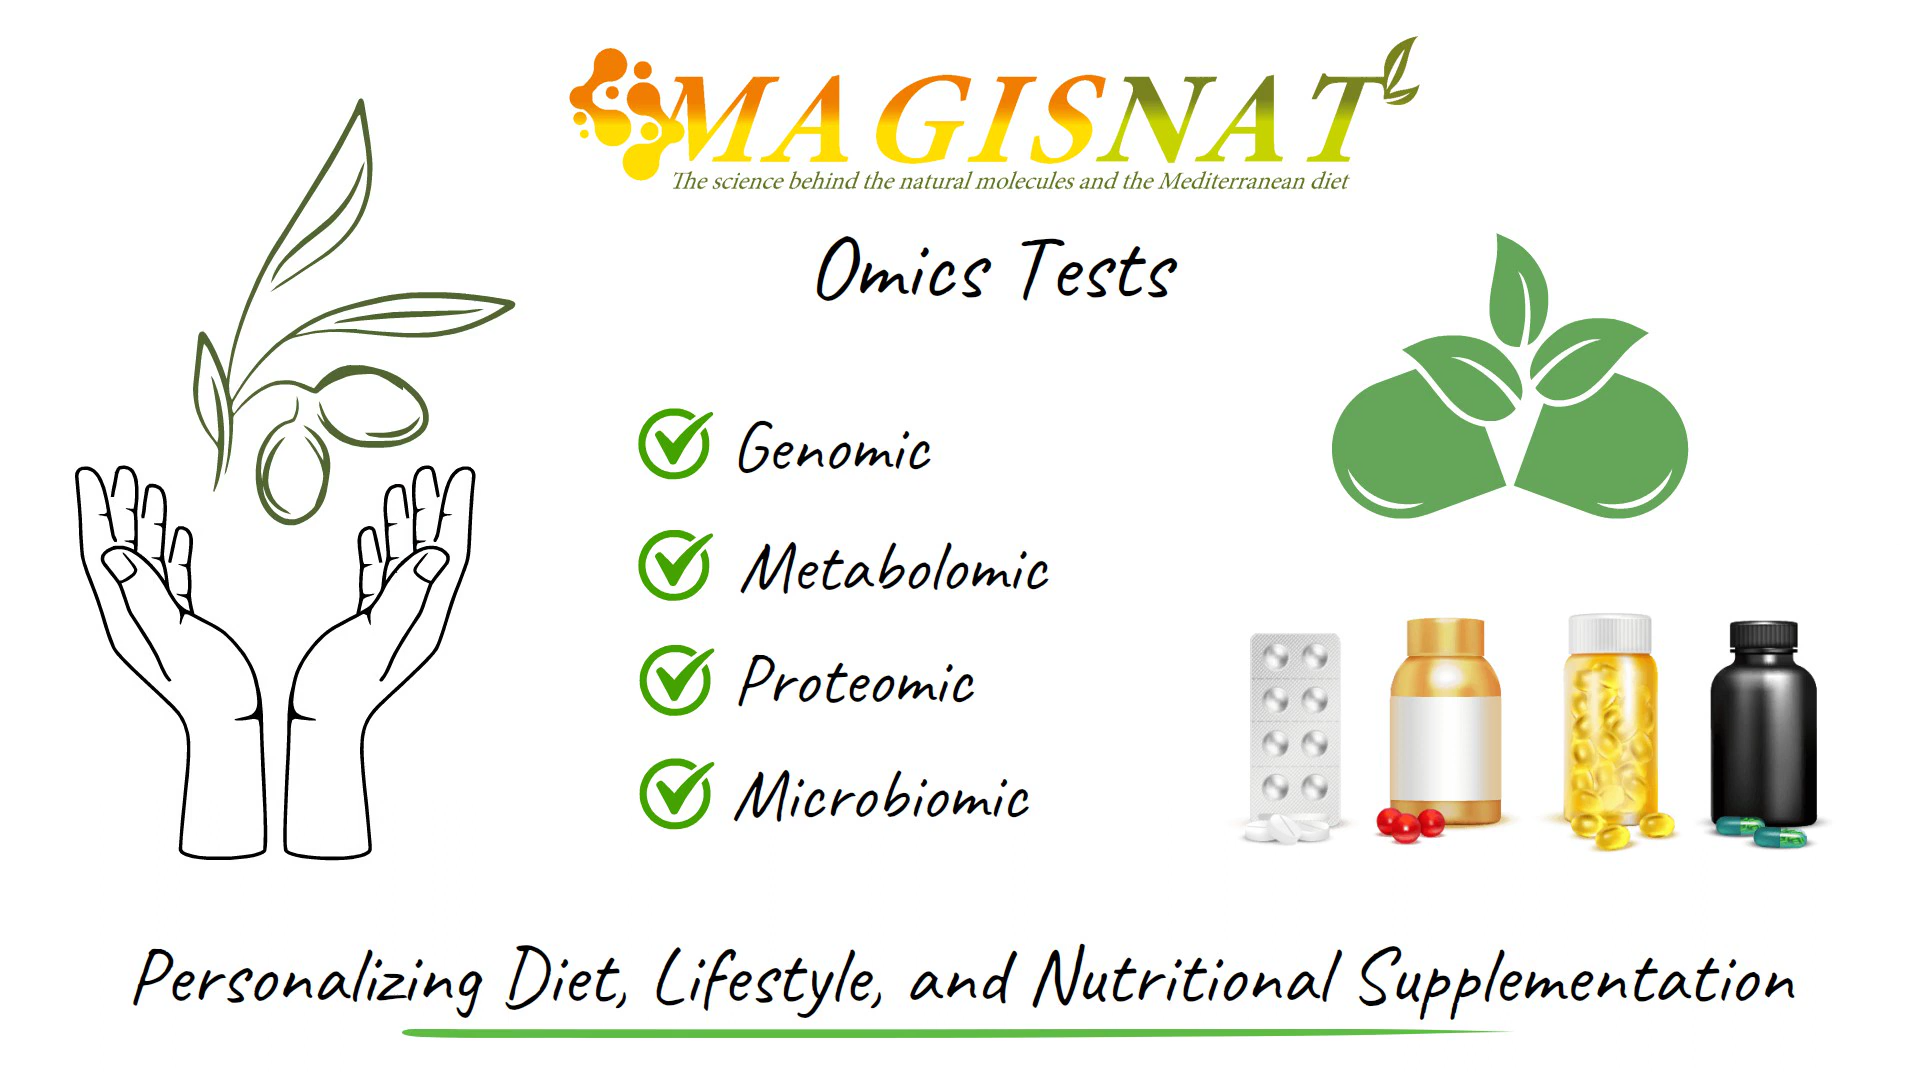 MAGISNAT
The science behind the natural molecules and the Mediterranean diet
Omics Tests
Genomic
Metabolomic
Proteomic
Microbiomic
Personalizing Diet, Lifestyle, and Nutritional Supplementation